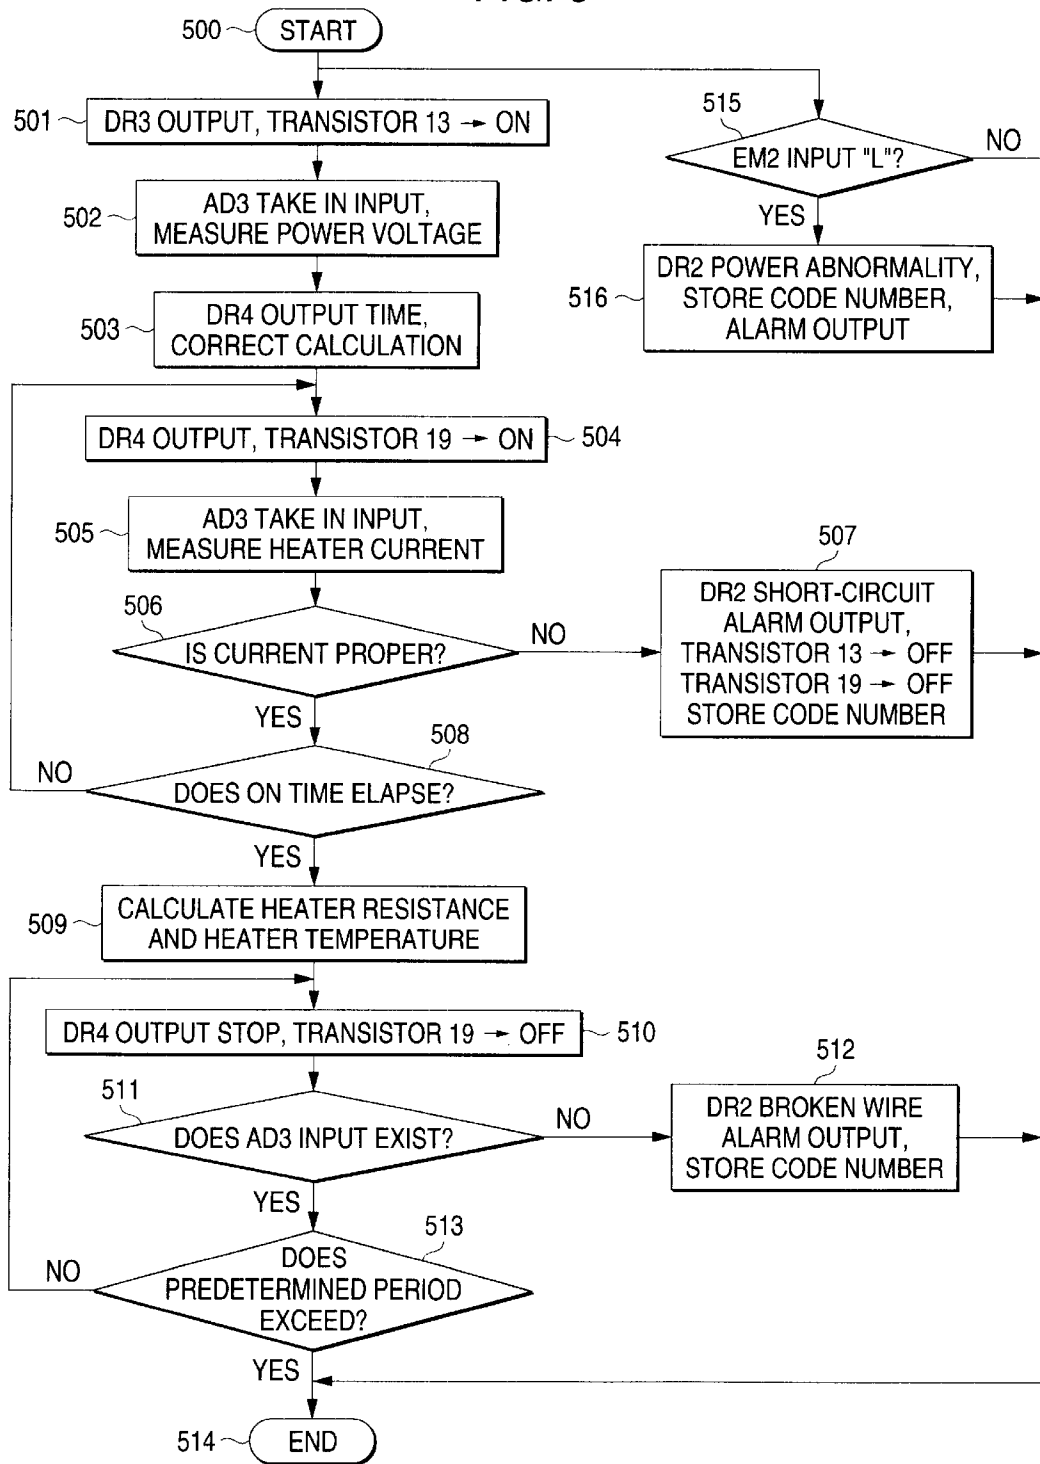 500 START
501 DR3 OUTPUT, TRANSISTOR 13 → ON
502 AD3 TAKE IN INPUT,
MEASURE POWER VOLTAGE
503 DR4 OUTPUT TIME,
CORRECT CALCULATION
515
EM2 INPUT "L"?
NO
YES
516 DR2 POWER ABNORMALITY,
STORE CODE NUMBER,
ALARM OUTPUT
DR4 OUTPUT, TRANSISTOR 19 → ON 504
505 AD3 TAKE IN INPUT,
MEASURE HEATER CURRENT
506
IS CURRENT PROPER?
NO
YES
507
DR2 SHORT-CIRCUIT
ALARM OUTPUT,
TRANSISTOR 13 → OFF
TRANSISTOR 19 → OFF
STORE CODE NUMBER
508
DOES ON TIME ELAPSE?
NO
YES
509 CALCULATE HEATER RESISTANCE
AND HEATER TEMPERATURE
DR4 OUTPUT STOP, TRANSISTOR 19 → OFF 510
511
DOES AD3 INPUT EXIST?
NO
YES
512
DR2 BROKEN WIRE
ALARM OUTPUT,
STORE CODE NUMBER
513
DOES
PREDETERMINED PERIOD
EXCEED?
NO
YES
514 END